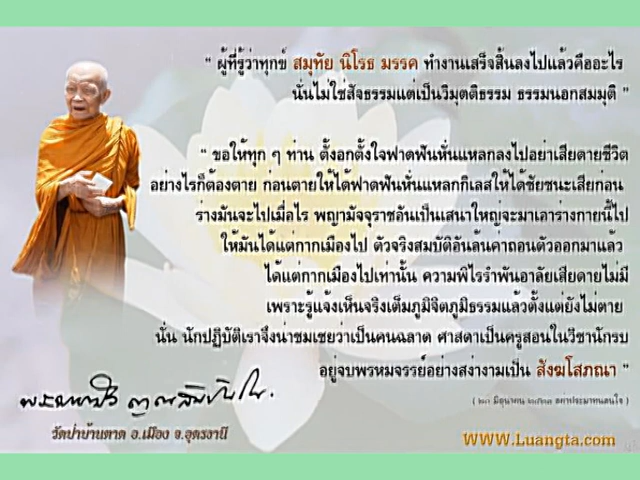 " ผู้ที่รู้ว่าทุกข์ สมุทัย นิโรธ มรรค ทำงานเสร็จสิ้นลงไปแล้วคืออะไร
นั่นไม่ใช่สัจธรรมแต่เป็นวิมุตติธรรม ธรรมนอกสมมุติ "
" ขอให้ทุก ๆ ท่าน ตั้งอกตั้งใจฟาดฟันหั่นแหลกลงไปอย่าเสียดายชีวิต
อย่างไรก็ต้องตาย ก่อนตายให้ได้ฟาดฟันหั่นแหลกกิเลสให้ได้ชัยชนะเสียก่อน
ร่างมันจะไปเมื่อไร พญามัจจุราชอันเป็นเสนาใหญ่จะมาเอาร่างกายนี้ไป
ให้มันได้แต่กากเมืองไป ตัวจริงสมบัติอันล้นค่าถอนตัวออกมาแล้ว
ได้แต่กากเมืองไปเท่านั้น ความพิไรรำพันอาลัยเสียดายไม่มี
เพราะรู้แจ้งเห็นจริงเต็มภูมิจิตภูมิธรรมแล้วตั้งแต่ยังไม่ตาย
นั่น นักปฏิบัติเราจึงน่าชมเชยว่าเป็นคนฉลาด ศาสดาเป็นครูสอนในวิชานักรบ
อยู่จบพรหมจรรย์อย่างสง่างามเป็น สังฆโสภณา "
มิถุนายน
วัดป่าบ้านตาด อ.เมือง จ.อุดรธานี
WWW.Luangta.com